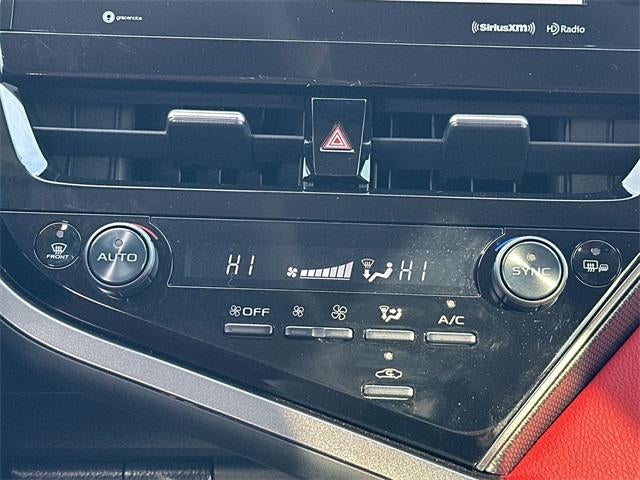 gracenote
SiriusXM HD Radio
FRONT AUTO HI HI SYNC
OFF A/C